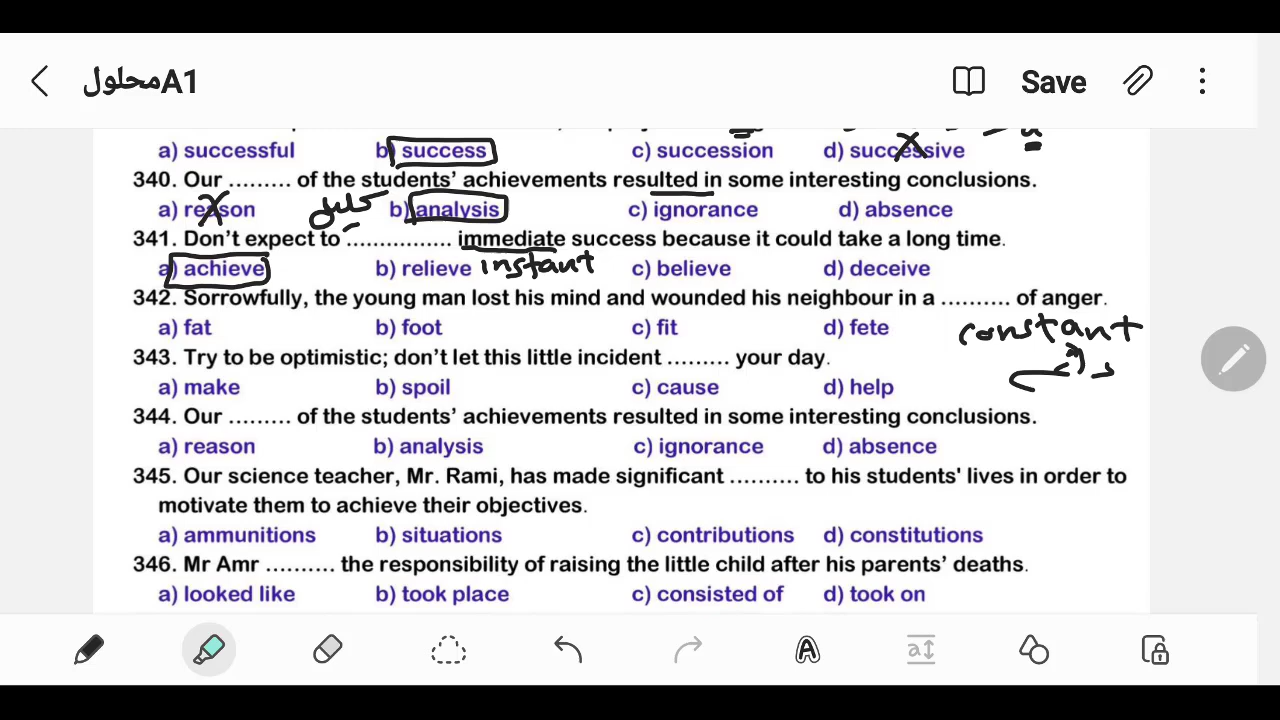 محلولA1
Save
a) successful b) success c) succession d) successive
340. Our ......... of the students' achievements resulted in some interesting conclusions.
a) reason تحليل b) analysis c) ignorance d) absence
341. Don't expect to ................ immediate success because it could take a long time.
a) achieve b) relieve instant c) believe d) deceive
342. Sorrowfully, the young man lost his mind and wounded his neighbour in a .......... of anger.
a) fat b) foot c) fit d) fete constant
343. Try to be optimistic; don't let this little incident ......... your day.
a) make b) spoil c) cause d) help
344. Our ......... of the students' achievements resulted in some interesting conclusions.
a) reason b) analysis c) ignorance d) absence
345. Our science teacher, Mr. Rami, has made significant .......... to his students' lives in order to
motivate them to achieve their objectives.
a) ammunitions b) situations c) contributions d) constitutions
346. Mr Amr .......... the responsibility of raising the little child after his parents' deaths.
a) looked like b) took place c) consisted of d) took on